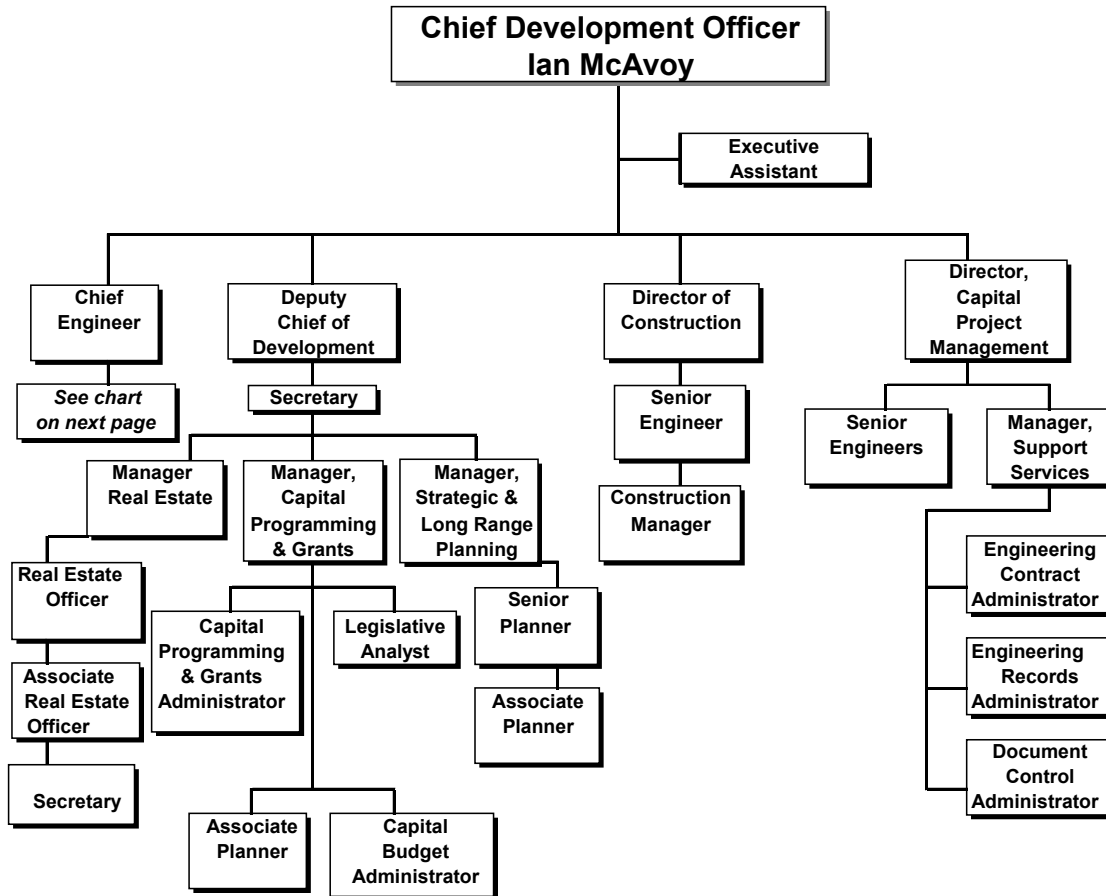 Chief Development Officer
Ian McAvoy
Executive
Assistant
Chief
Engineer
Deputy
Chief of
Development
Director of
Construction
Director,
Capital
Project
Management
See chart
on next page
Secretary
Senior
Engineer
Senior
Engineers
Manager,
Support
Services
Manager
Real Estate
Manager,
Capital
Programming
& Grants
Manager,
Strategic &
Long Range
Planning
Construction
Manager
Real Estate
Officer
Capital
Programming
& Grants
Administrator
Legislative
Analyst
Senior
Planner
Engineering
Contract
Administrator
Associate
Real Estate
Officer
Associate
Planner
Engineering
Records
Administrator
Secretary
Associate
Planner
Capital
Budget
Administrator
Document
Control
Administrator